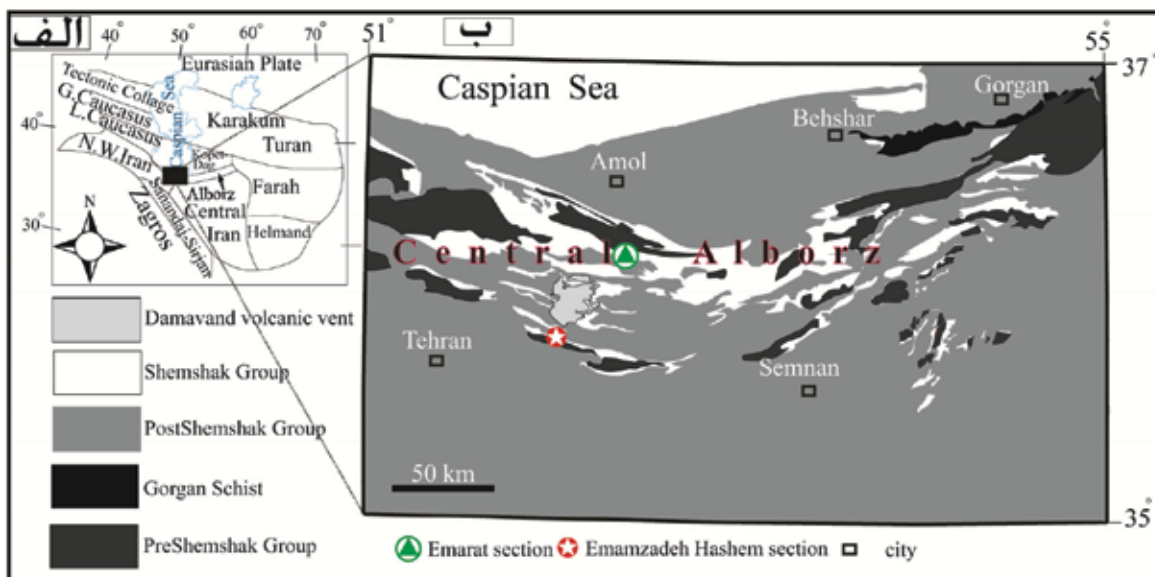 الف
40° 50° 60° 70°
Eurasian Plate
Tectonic Collage
G.Caucasus
L.Caucasus
Caspian Sea
Karakum
Turan
40°
N.W.Iran
Kopet-
Dag
Alborz
Farah
Central
Iran
Sanandaj-Sirjan
Zagros
Helmand
30°
N
Damavand volcanic vent
Shemshak Group
PostShemshak Group
Gorgan Schist
PreShemshak Group
ب
51° 55°
37°
Caspian Sea
Gorgan
Behshar
Amol
Central Alborz
Tehran
Semnan
50 km
35°
Emarat section Emamzadeh Hashem section city